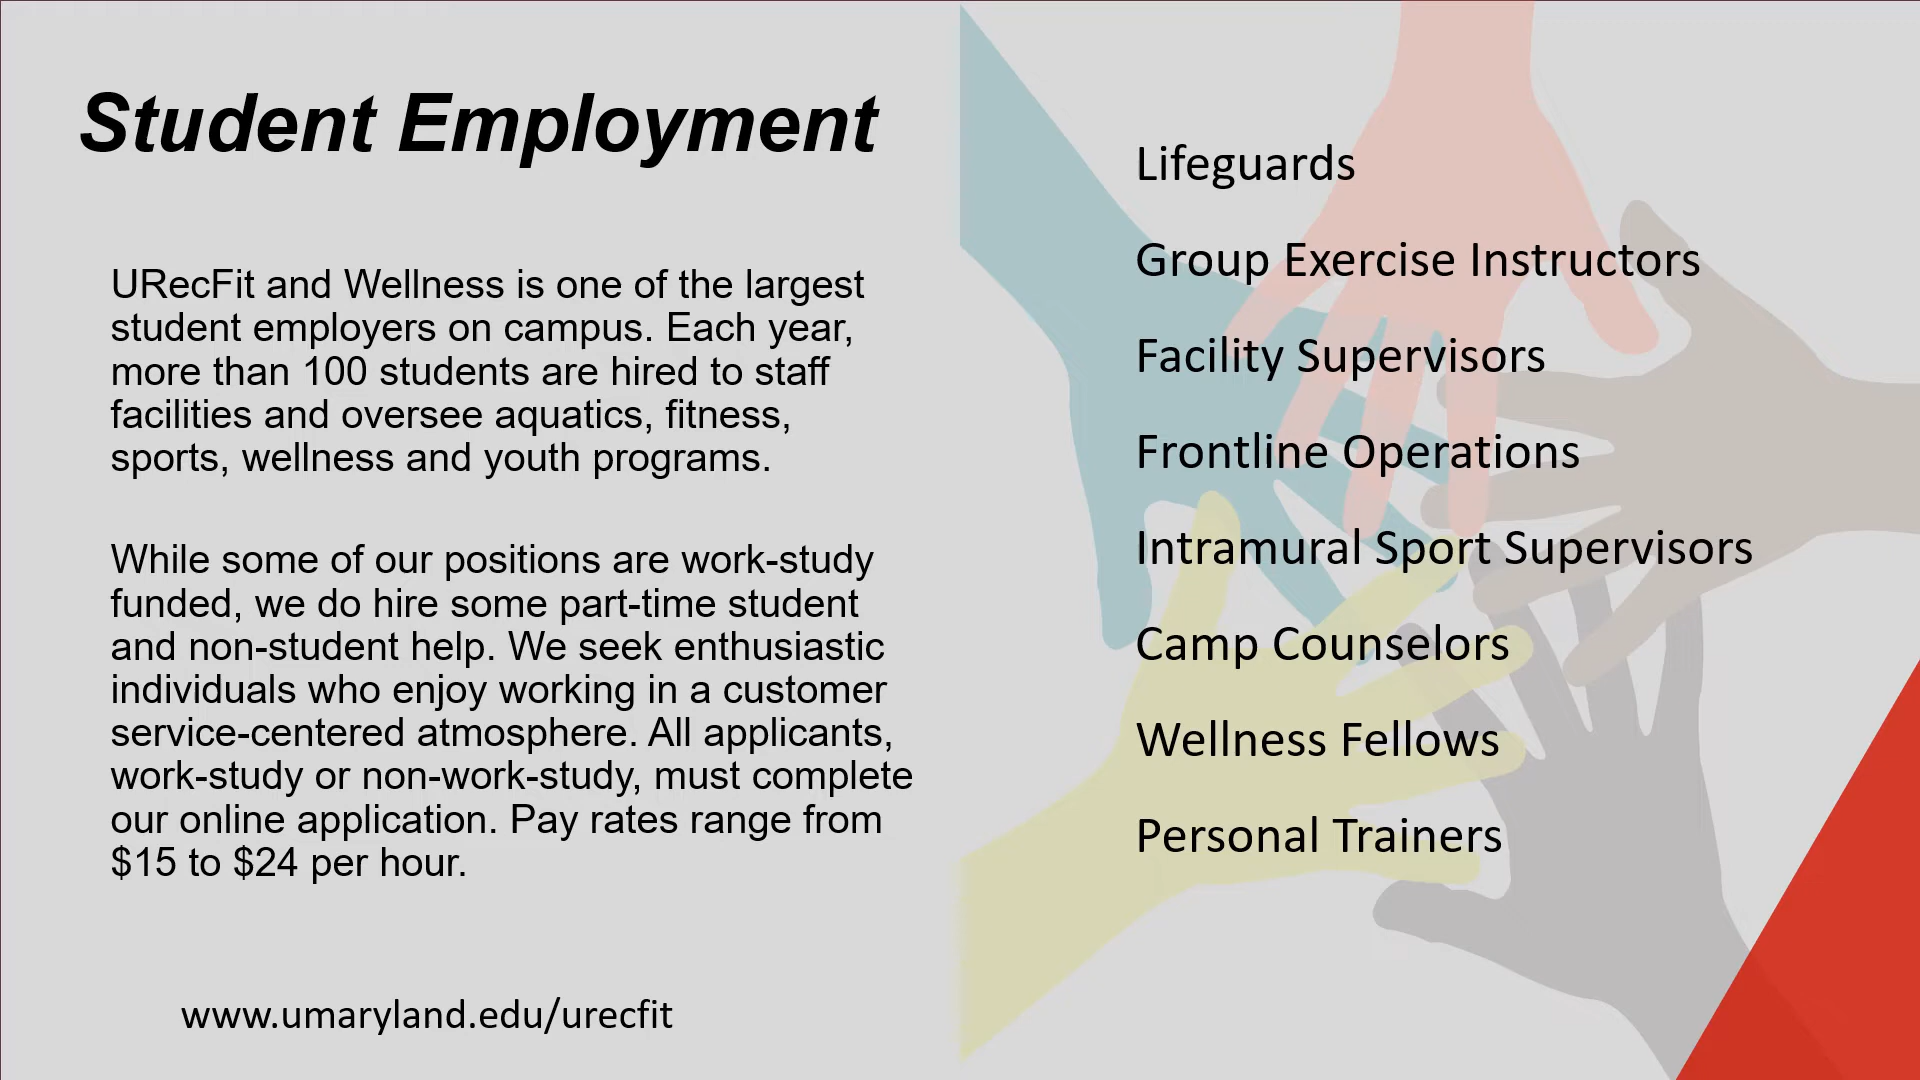 Student Employment
URecFit and Wellness is one of the largest
student employers on campus. Each year,
more than 100 students are hired to staff
facilities and oversee aquatics, fitness,
sports, wellness and youth programs.
While some of our positions are work-study
funded, we do hire some part-time student
and non-student help. We seek enthusiastic
individuals who enjoy working in a customer
service-centered atmosphere. All applicants,
work-study or non-work-study, must complete
our online application. Pay rates range from
$15 to $24 per hour.
www.umaryland.edu/urecfit
Lifeguards
Group Exercise Instructors
Facility Supervisors
Frontline Operations
Intramural Sport Supervisors
Camp Counselors
Wellness Fellows
Personal Trainers